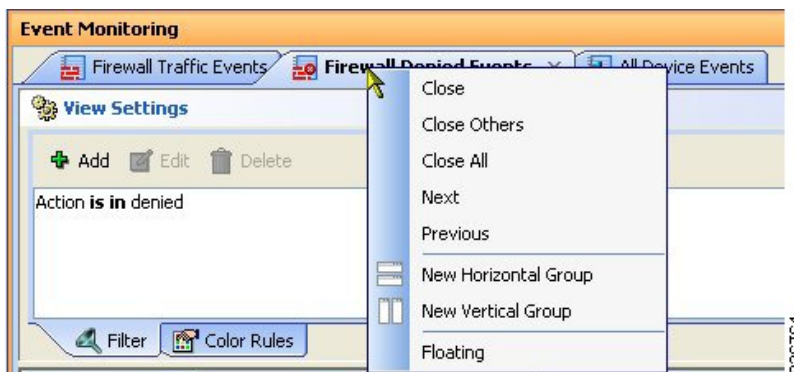 Event Monitoring
Firewall Traffic Events Firewall Denied Events All Device Events
View Settings
Add Edit Delete
Action is in denied
Filter Color Rules
Close
Close Others
Close All
Next
Previous
New Horizontal Group
New Vertical Group
Floating